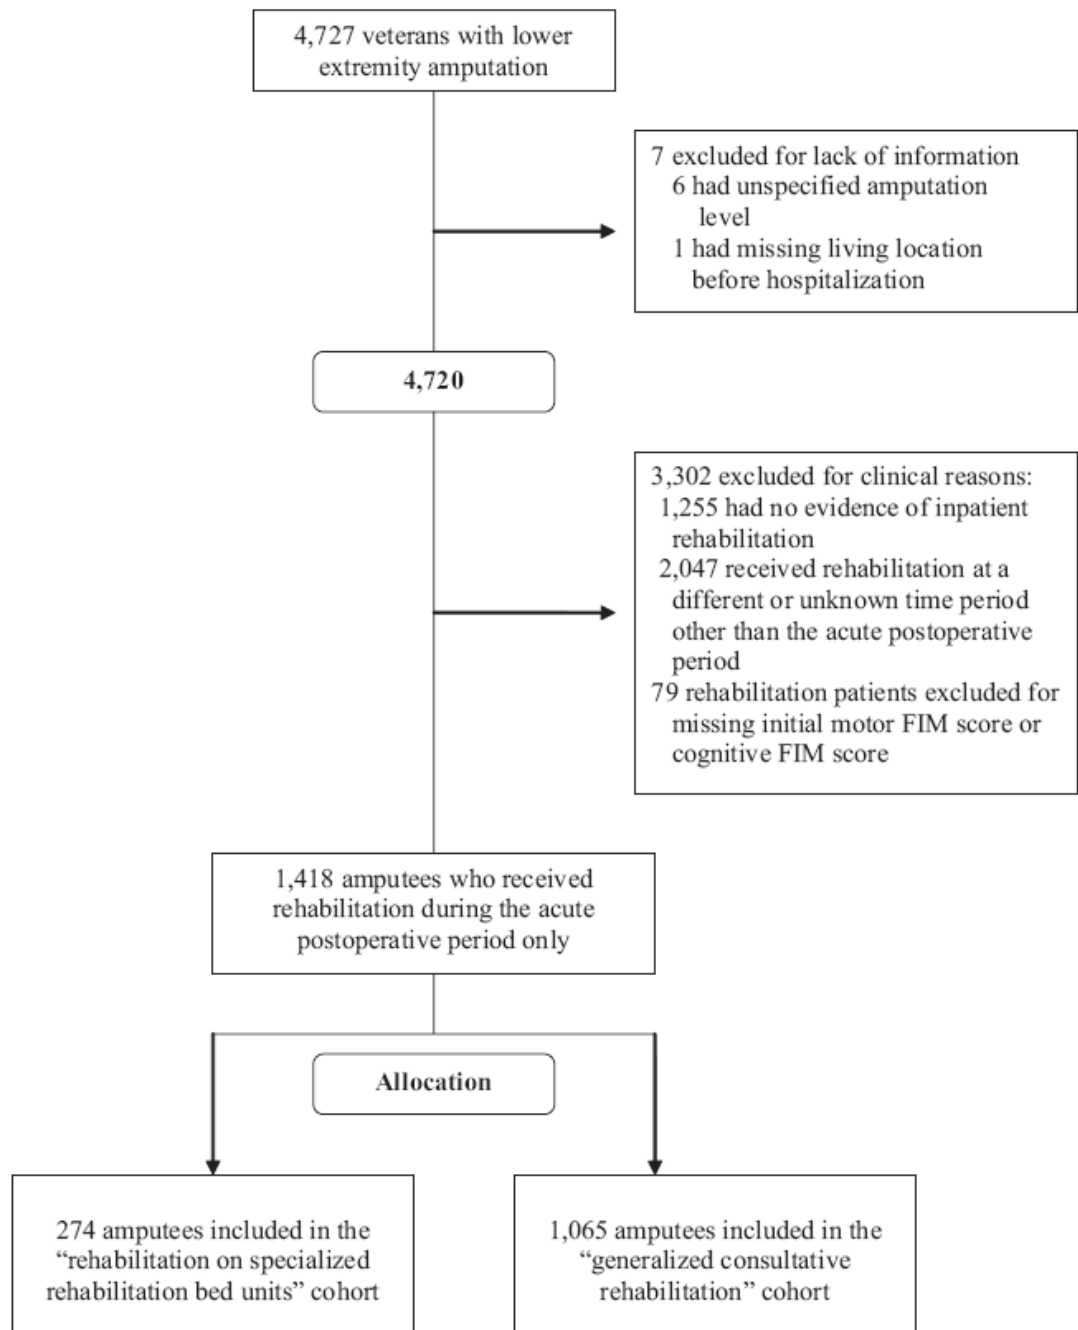 4,727 veterans with lower
extremity amputation
7 excluded for lack of information
6 had unspecified amputation
level
1 had missing living location
before hospitalization
4,720
3,302 excluded for clinical reasons:
1,255 had no evidence of inpatient
rehabilitation
2,047 received rehabilitation at a
different or unknown time period
other than the acute postoperative
period
79 rehabilitation patients excluded for
missing initial motor FIM score or
cognitive FIM score
1,418 amputees who received
rehabilitation during the acute
postoperative period only
Allocation
274 amputees included in the
“rehabilitation on specialized
rehabilitation bed units” cohort
1,065 amputees included in the
“generalized consultative
rehabilitation” cohort